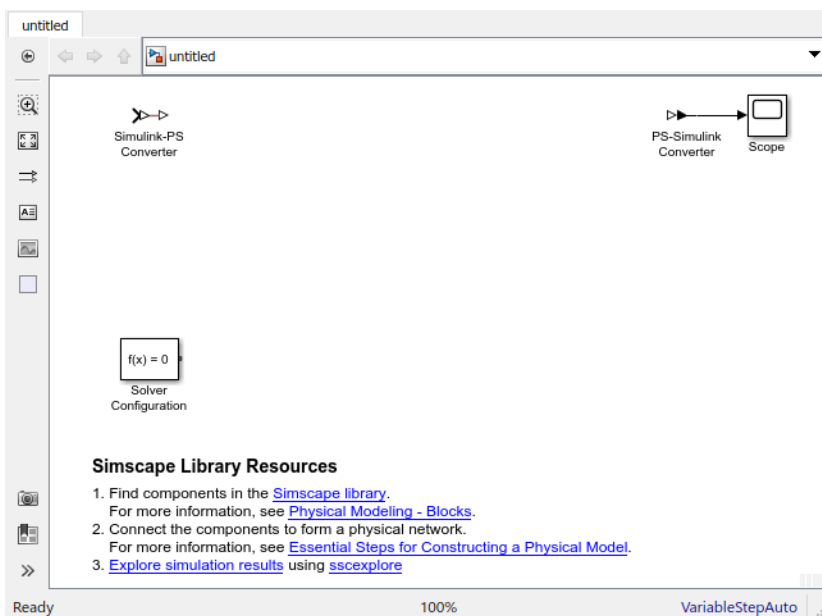 untitled
untitled
Simulink-PS
Converter
PS-Simulink
Converter
Scope
f(x) = 0
Solver
Configuration
Simscape Library Resources
1. Find components in the Simscape library.
For more information, see Physical Modeling - Blocks.
2. Connect the components to form a physical network.
For more information, see Essential Steps for Constructing a Physical Model.
3. Explore simulation results using sscexplore
Ready 100% VariableStepAuto